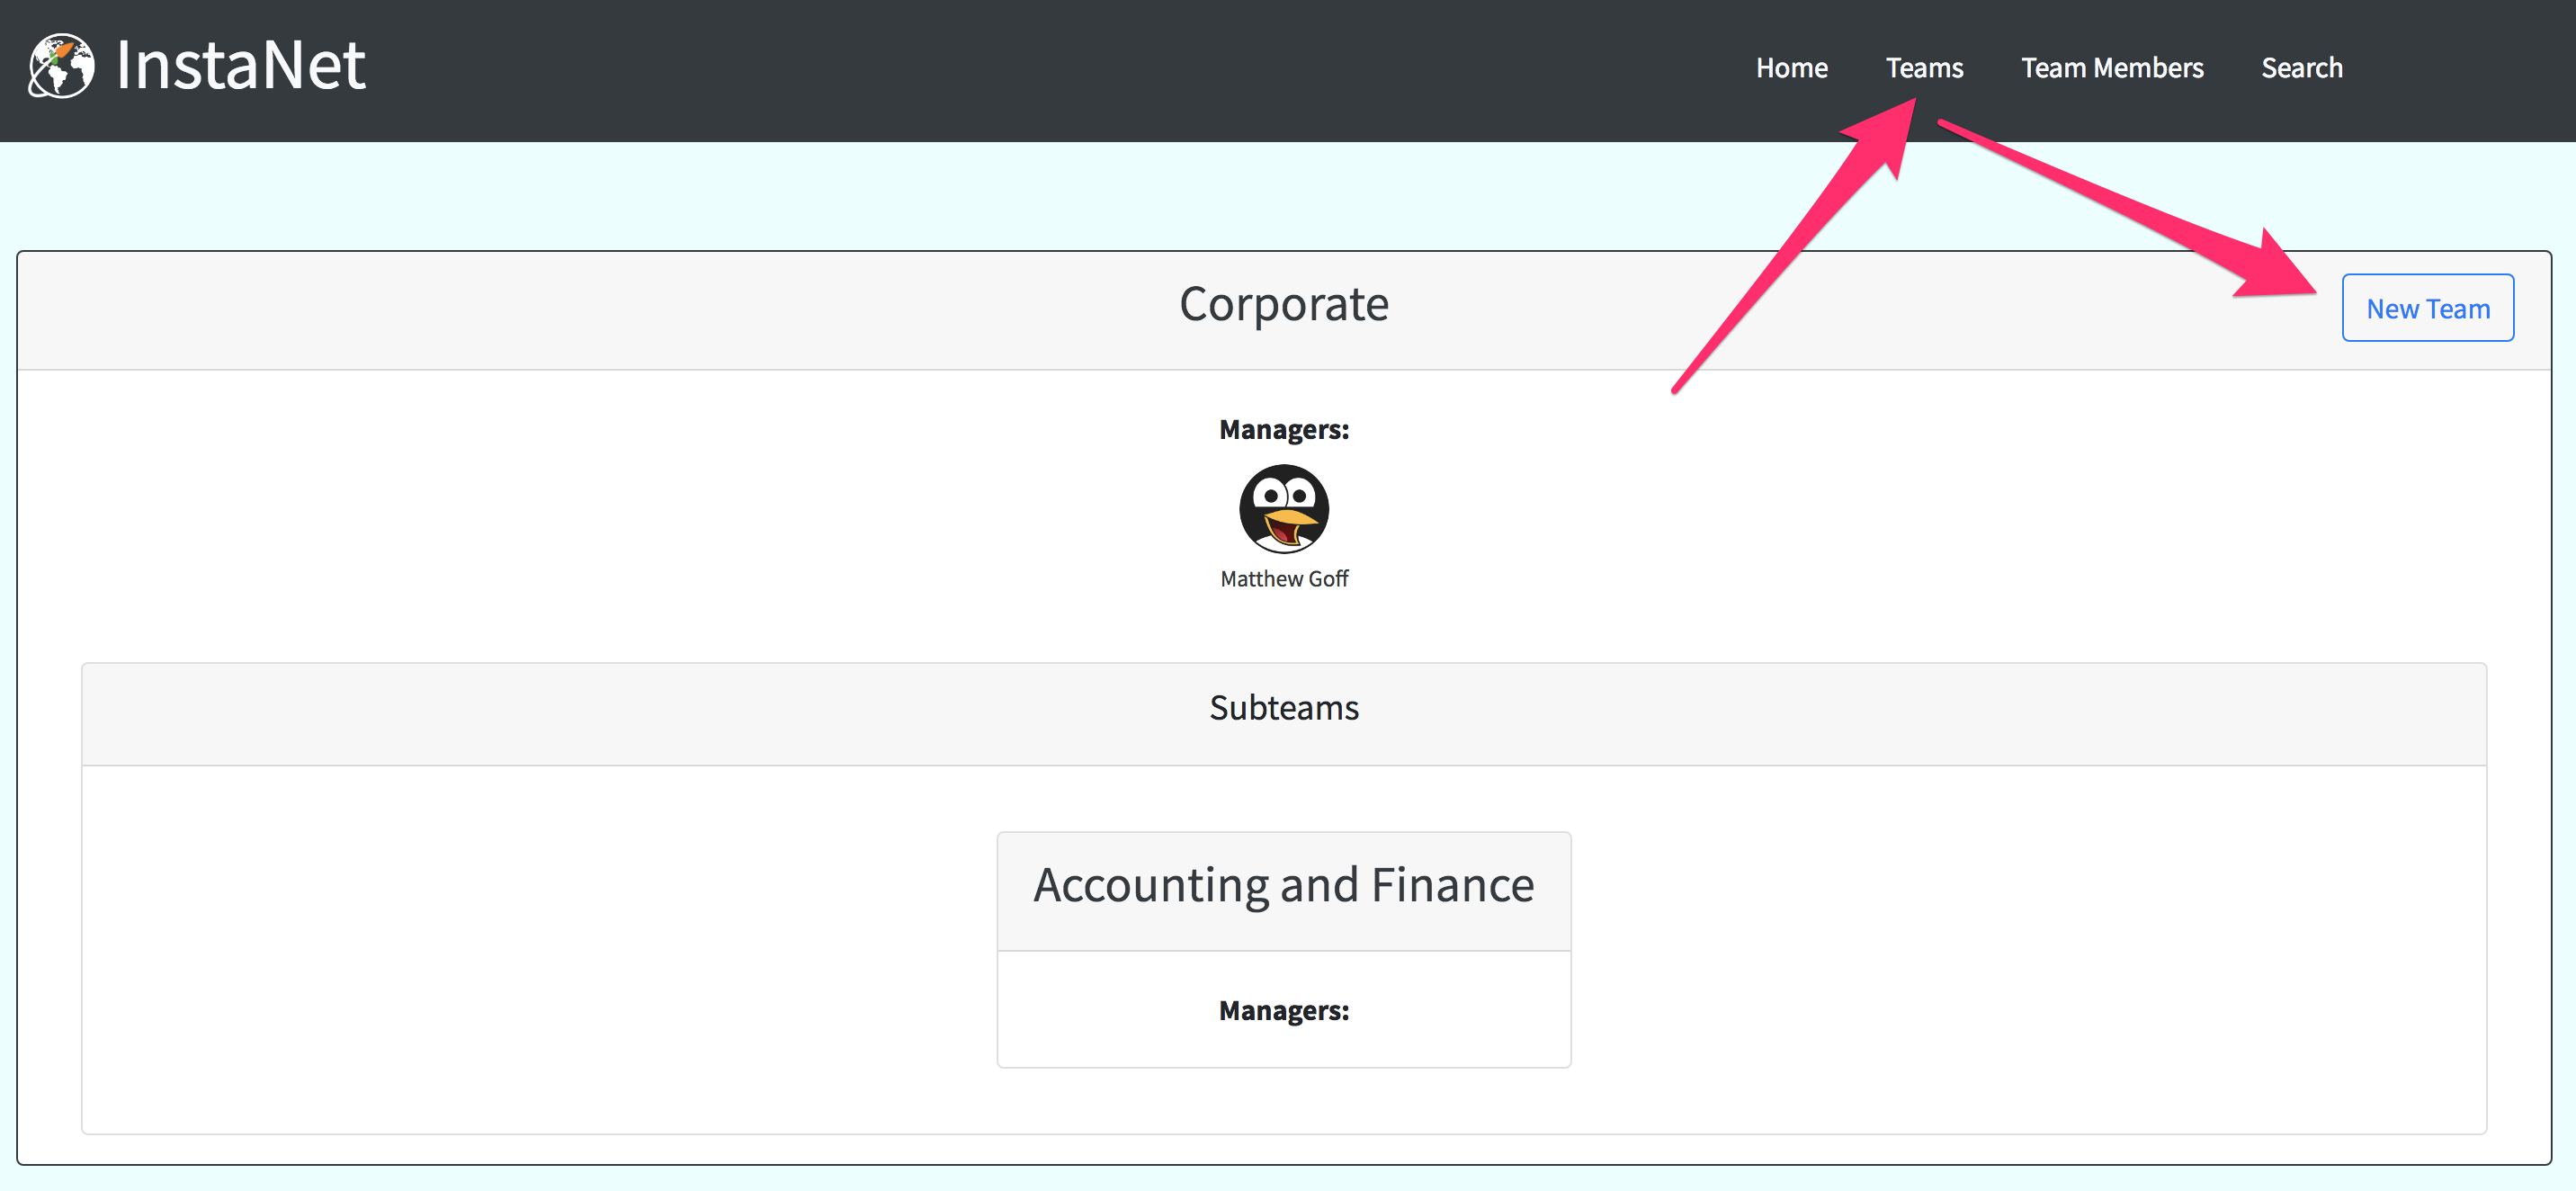 InstaNet
Home Teams Team Members Search
Corporate
New Team
Managers:
Matthew Goff
Subteams
Accounting and Finance
Managers: